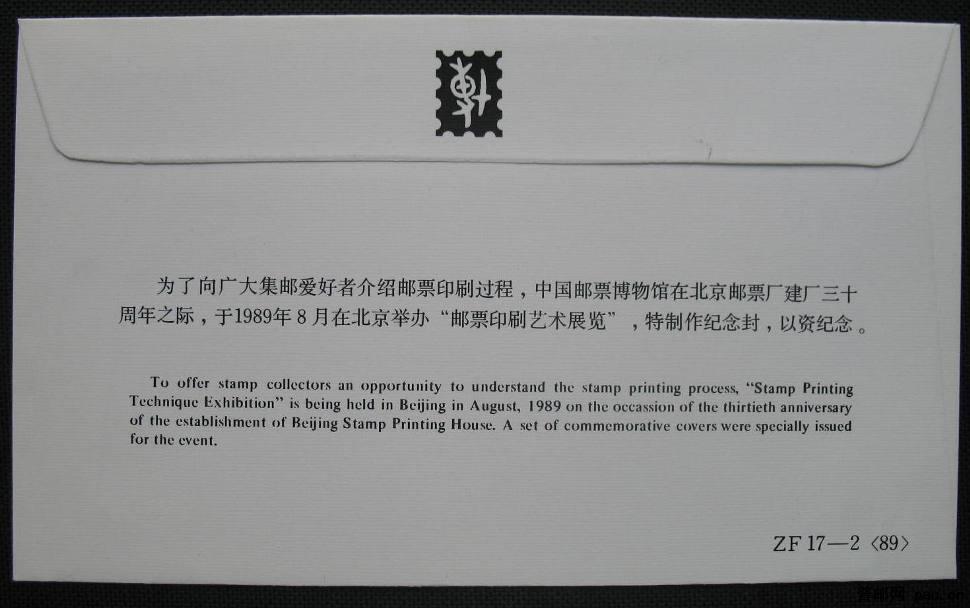 为了向广大集邮爱好者介绍邮票印刷过程，中国邮票博物馆在北京邮票厂建厂三十
周年之际，于1989年8月在北京举办“邮票印刷艺术展览”，特制作纪念封，以资纪念。
To offer stamp collectors an opportunity to understand the stamp printing process, “Stamp Printing
Technique Exhibition” is being held in Beijing in August, 1989 on the occassion of the thirtieth anniversary
of the establishment of Beijing Stamp Printing House. A set of commemorative covers were specially issued
for the event.
ZF 17—2〈89〉